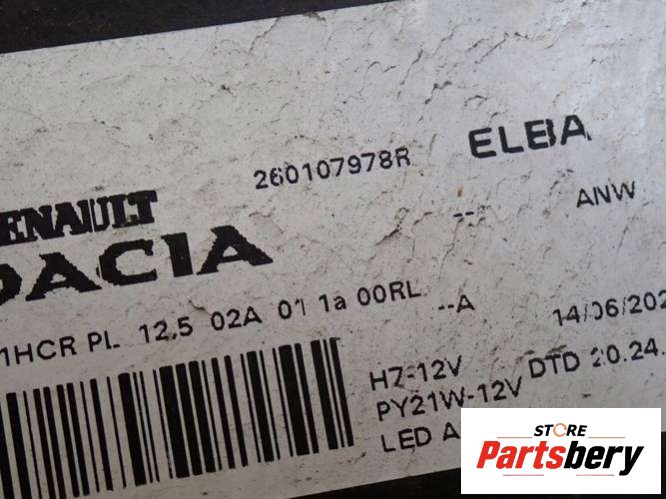 260107978R ELBA
RENAULT --- ANW
DACIA
1HCR PL 12,5 02A 01 1a 00RL --A 14/06/202
H7-12V DTD 20.24.
PY21W-12V
LED A
STORE
Partsbery